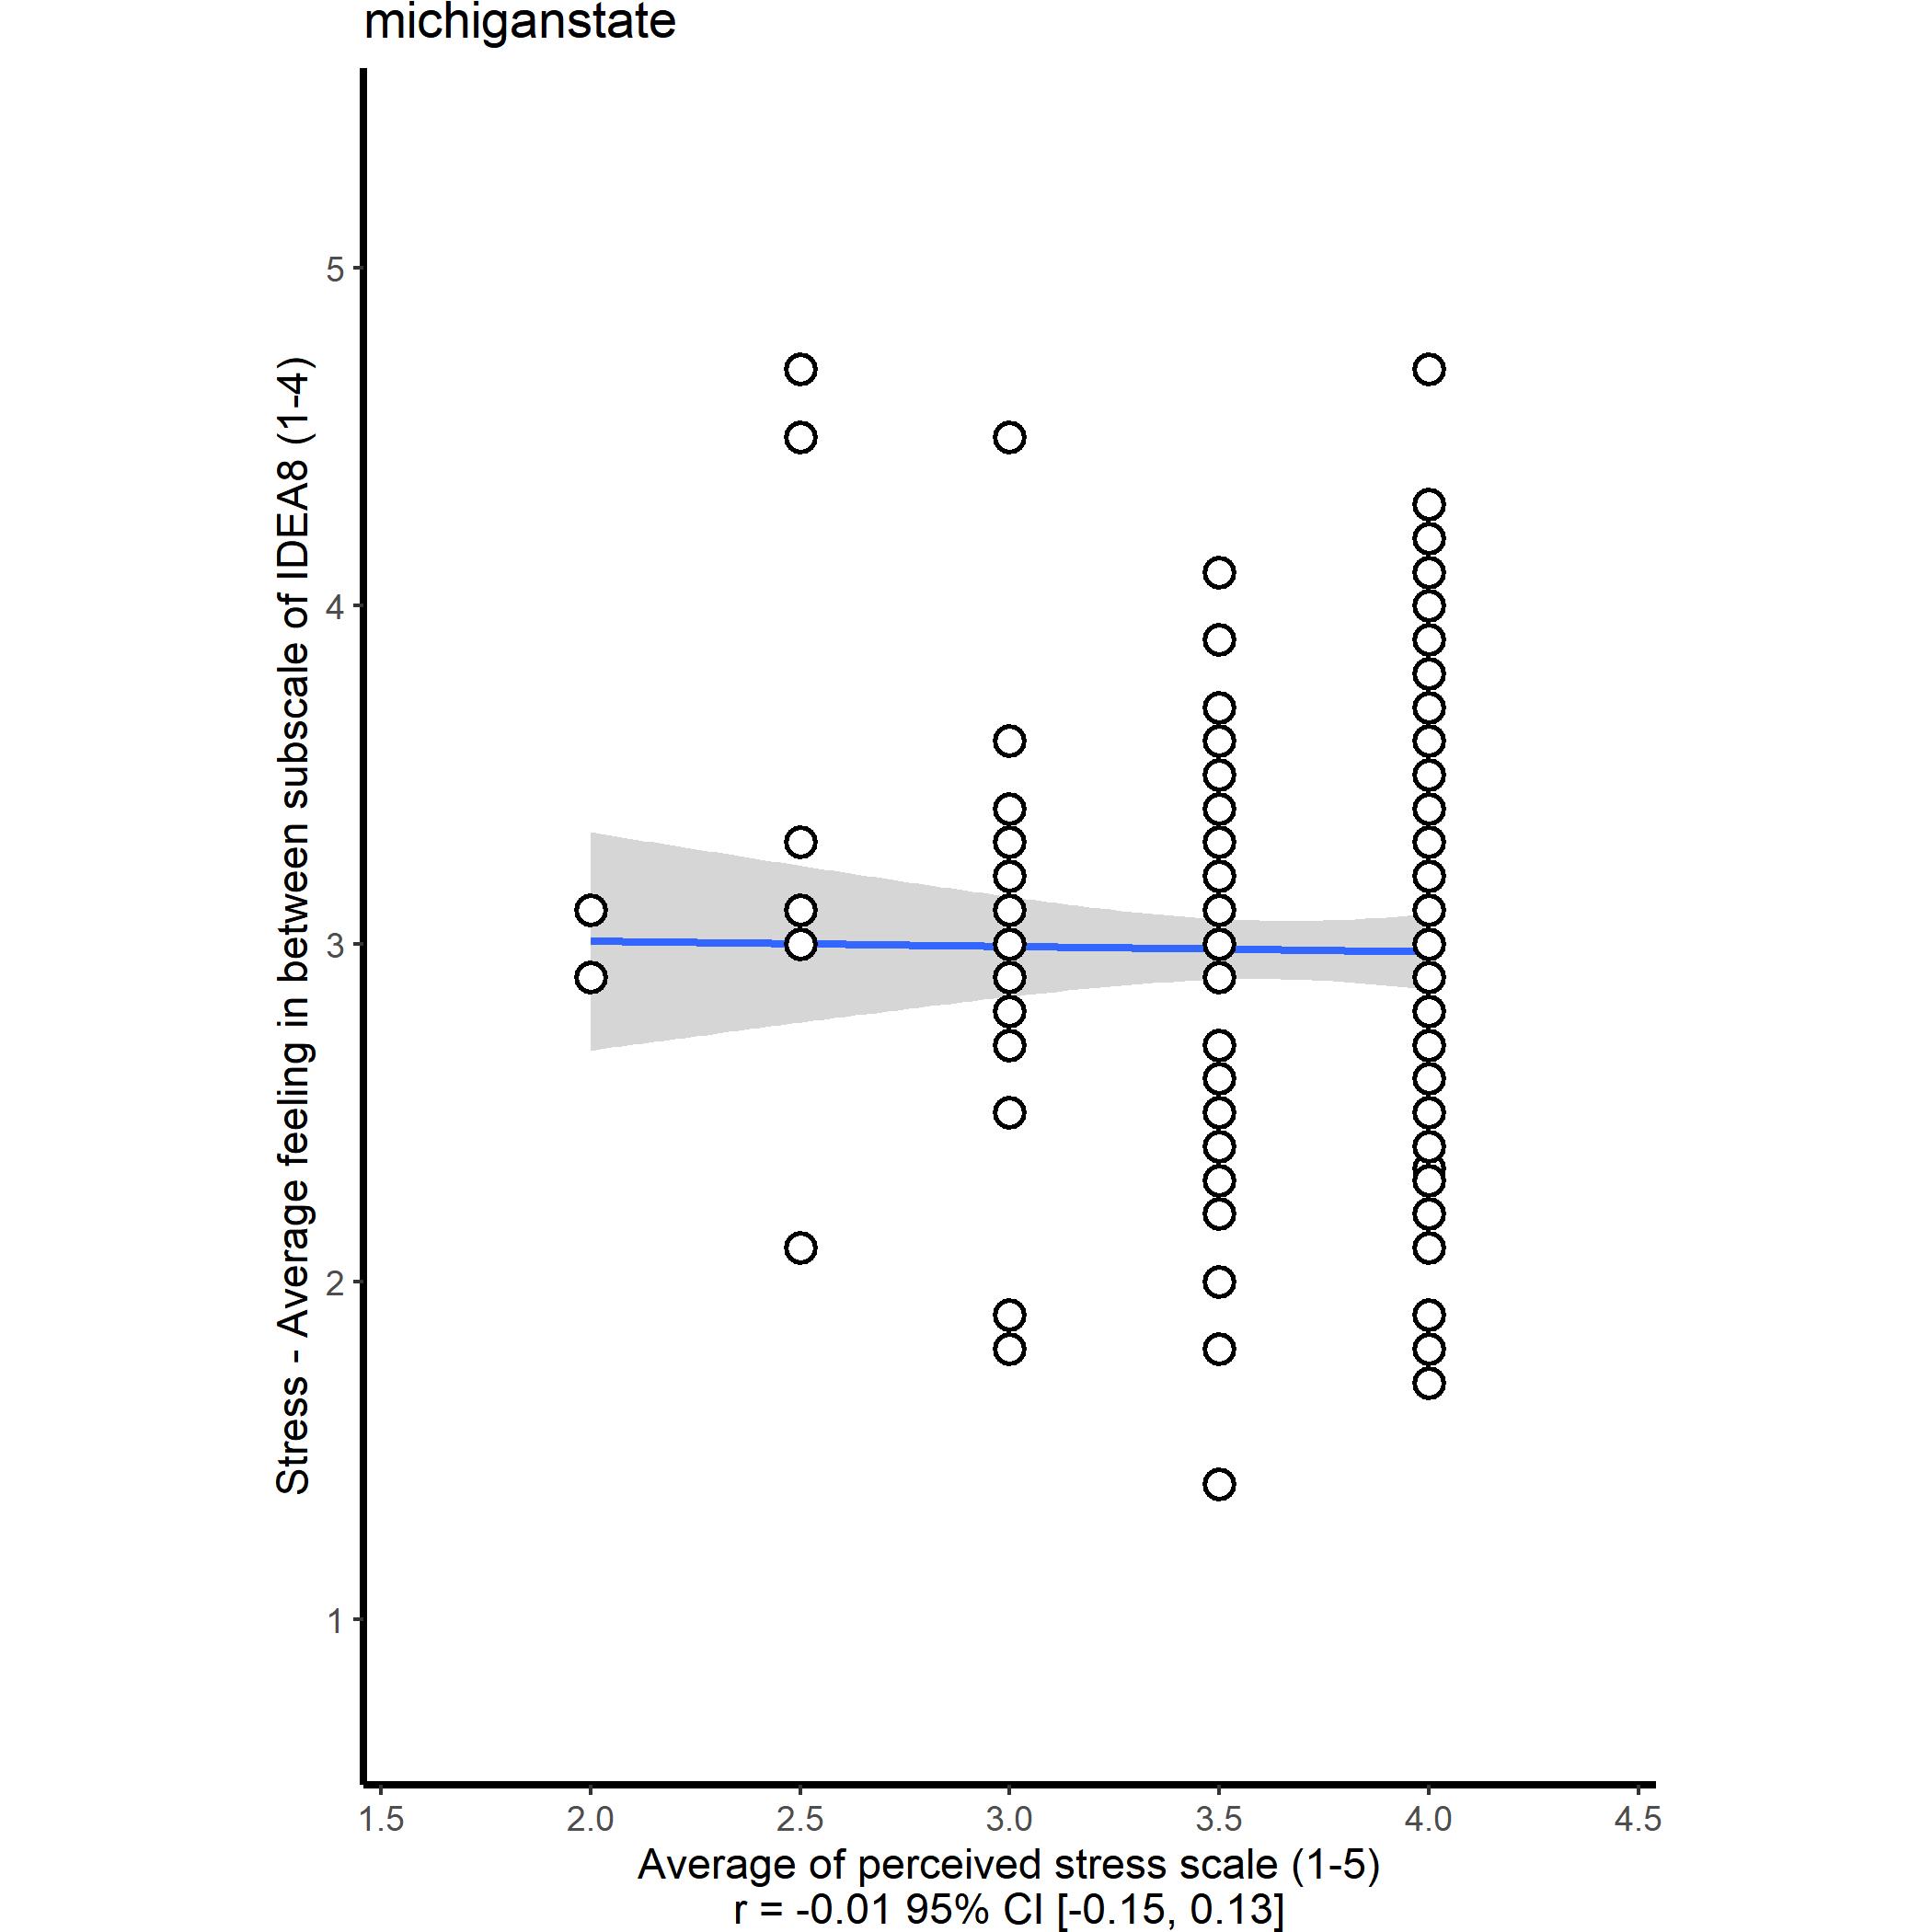 michiganstate
Stress - Average feeling in between subscale of IDEA8 (1-4)
5
4
3
2
1
1.5 2.0 2.5 3.0 3.5 4.0 4.5
Average of perceived stress scale (1-5)
r = -0.01 95% CI [-0.15, 0.13]